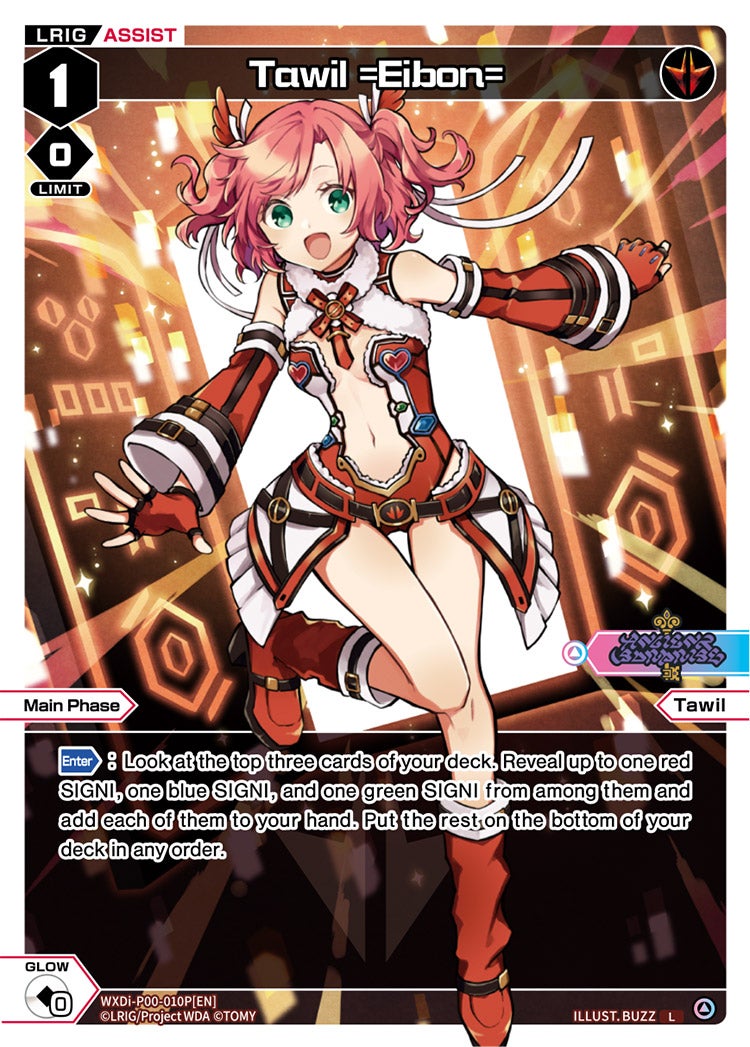 LRIG ASSIST
1
Tawil =Eibon=
0
LIMIT
Main Phase
Tawil
Enter : Look at the top three cards of your deck. Reveal up to one red
SIGNI, one blue SIGNI, and one green SIGNI from among them and
add each of them to your hand. Put the rest on the bottom of your
deck in any order.
GLOW
0
WXDi-P00-010P[EN]
©LRIG/Project WDA ©TOMY
ILLUST. BUZZ L